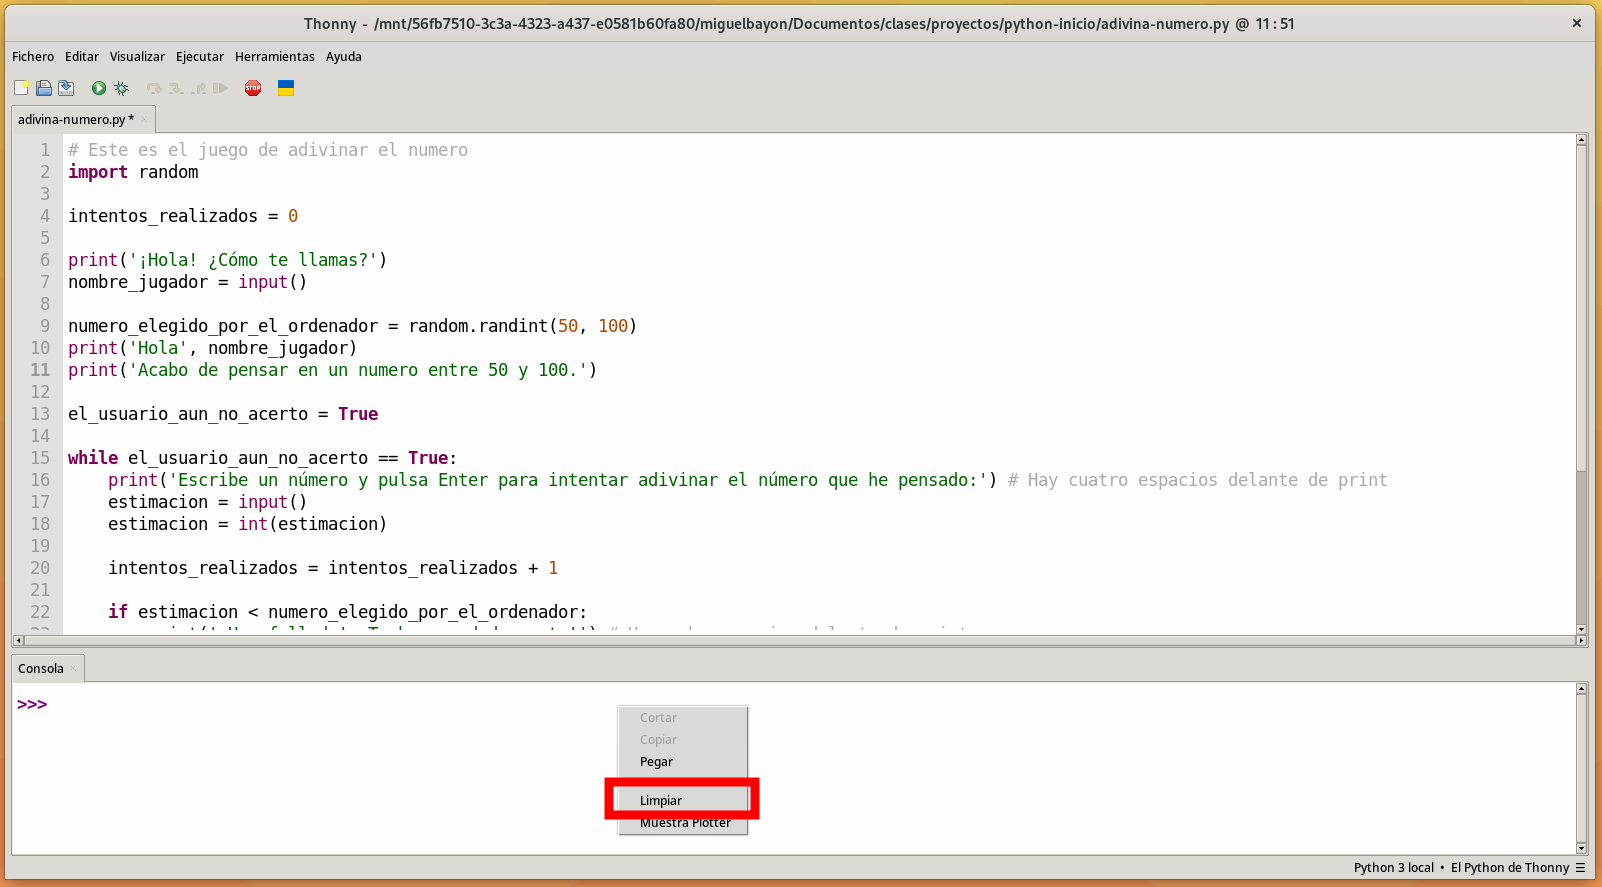 Thonny - /mnt/56fb7510-3c3a-4323-a437-e0581b60fa80/miguelbayon/Documentos/clases/proyectos/python-inicio/adivina-numero.py @ 11:51
Fichero Editar Visualizar Ejecutar Herramientas Ayuda
STOP
adivina-numero.py *
1 # Este es el juego de adivinar el numero
2 import random
3
4 intentos_realizados = 0
5
6 print('¡Hola! ¿Cómo te llamas?')
7 nombre_jugador = input()
8
9 numero_elegido_por_el_ordenador = random.randint(50, 100)
10 print('Hola', nombre_jugador)
11 print('Acabo de pensar en un numero entre 50 y 100.')
12
13 el_usuario_aun_no_acerto = True
14
15 while el_usuario_aun_no_acerto == True:
16 print('Escribe un número y pulsa Enter para intentar adivinar el número que he pensado:') # Hay cuatro espacios delante de print
17 estimacion = input()
18 estimacion = int(estimacion)
19
20 intentos_realizados = intentos_realizados + 1
21
22 if estimacion < numero_elegido_por_el_ordenador:
Consola
>>>
Cortar
Copiar
Pegar
Limpiar
Muestra Plotter
Python 3 local • El Python de Thonny ☰